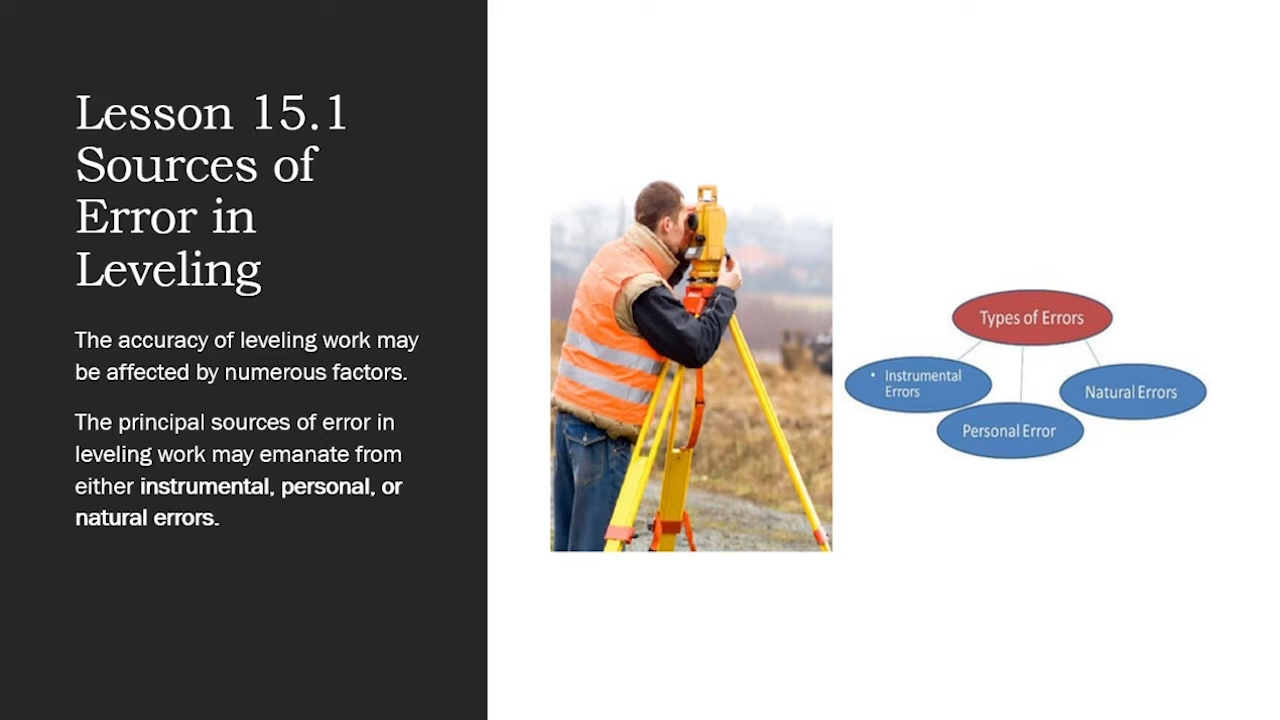 Lesson 15.1
Sources of
Error in
Leveling
The accuracy of leveling work may
be affected by numerous factors.
The principal sources of error in
leveling work may emanate from
either instrumental, personal, or
natural errors.
Types of Errors
• Instrumental
Errors
Personal Error
Natural Errors